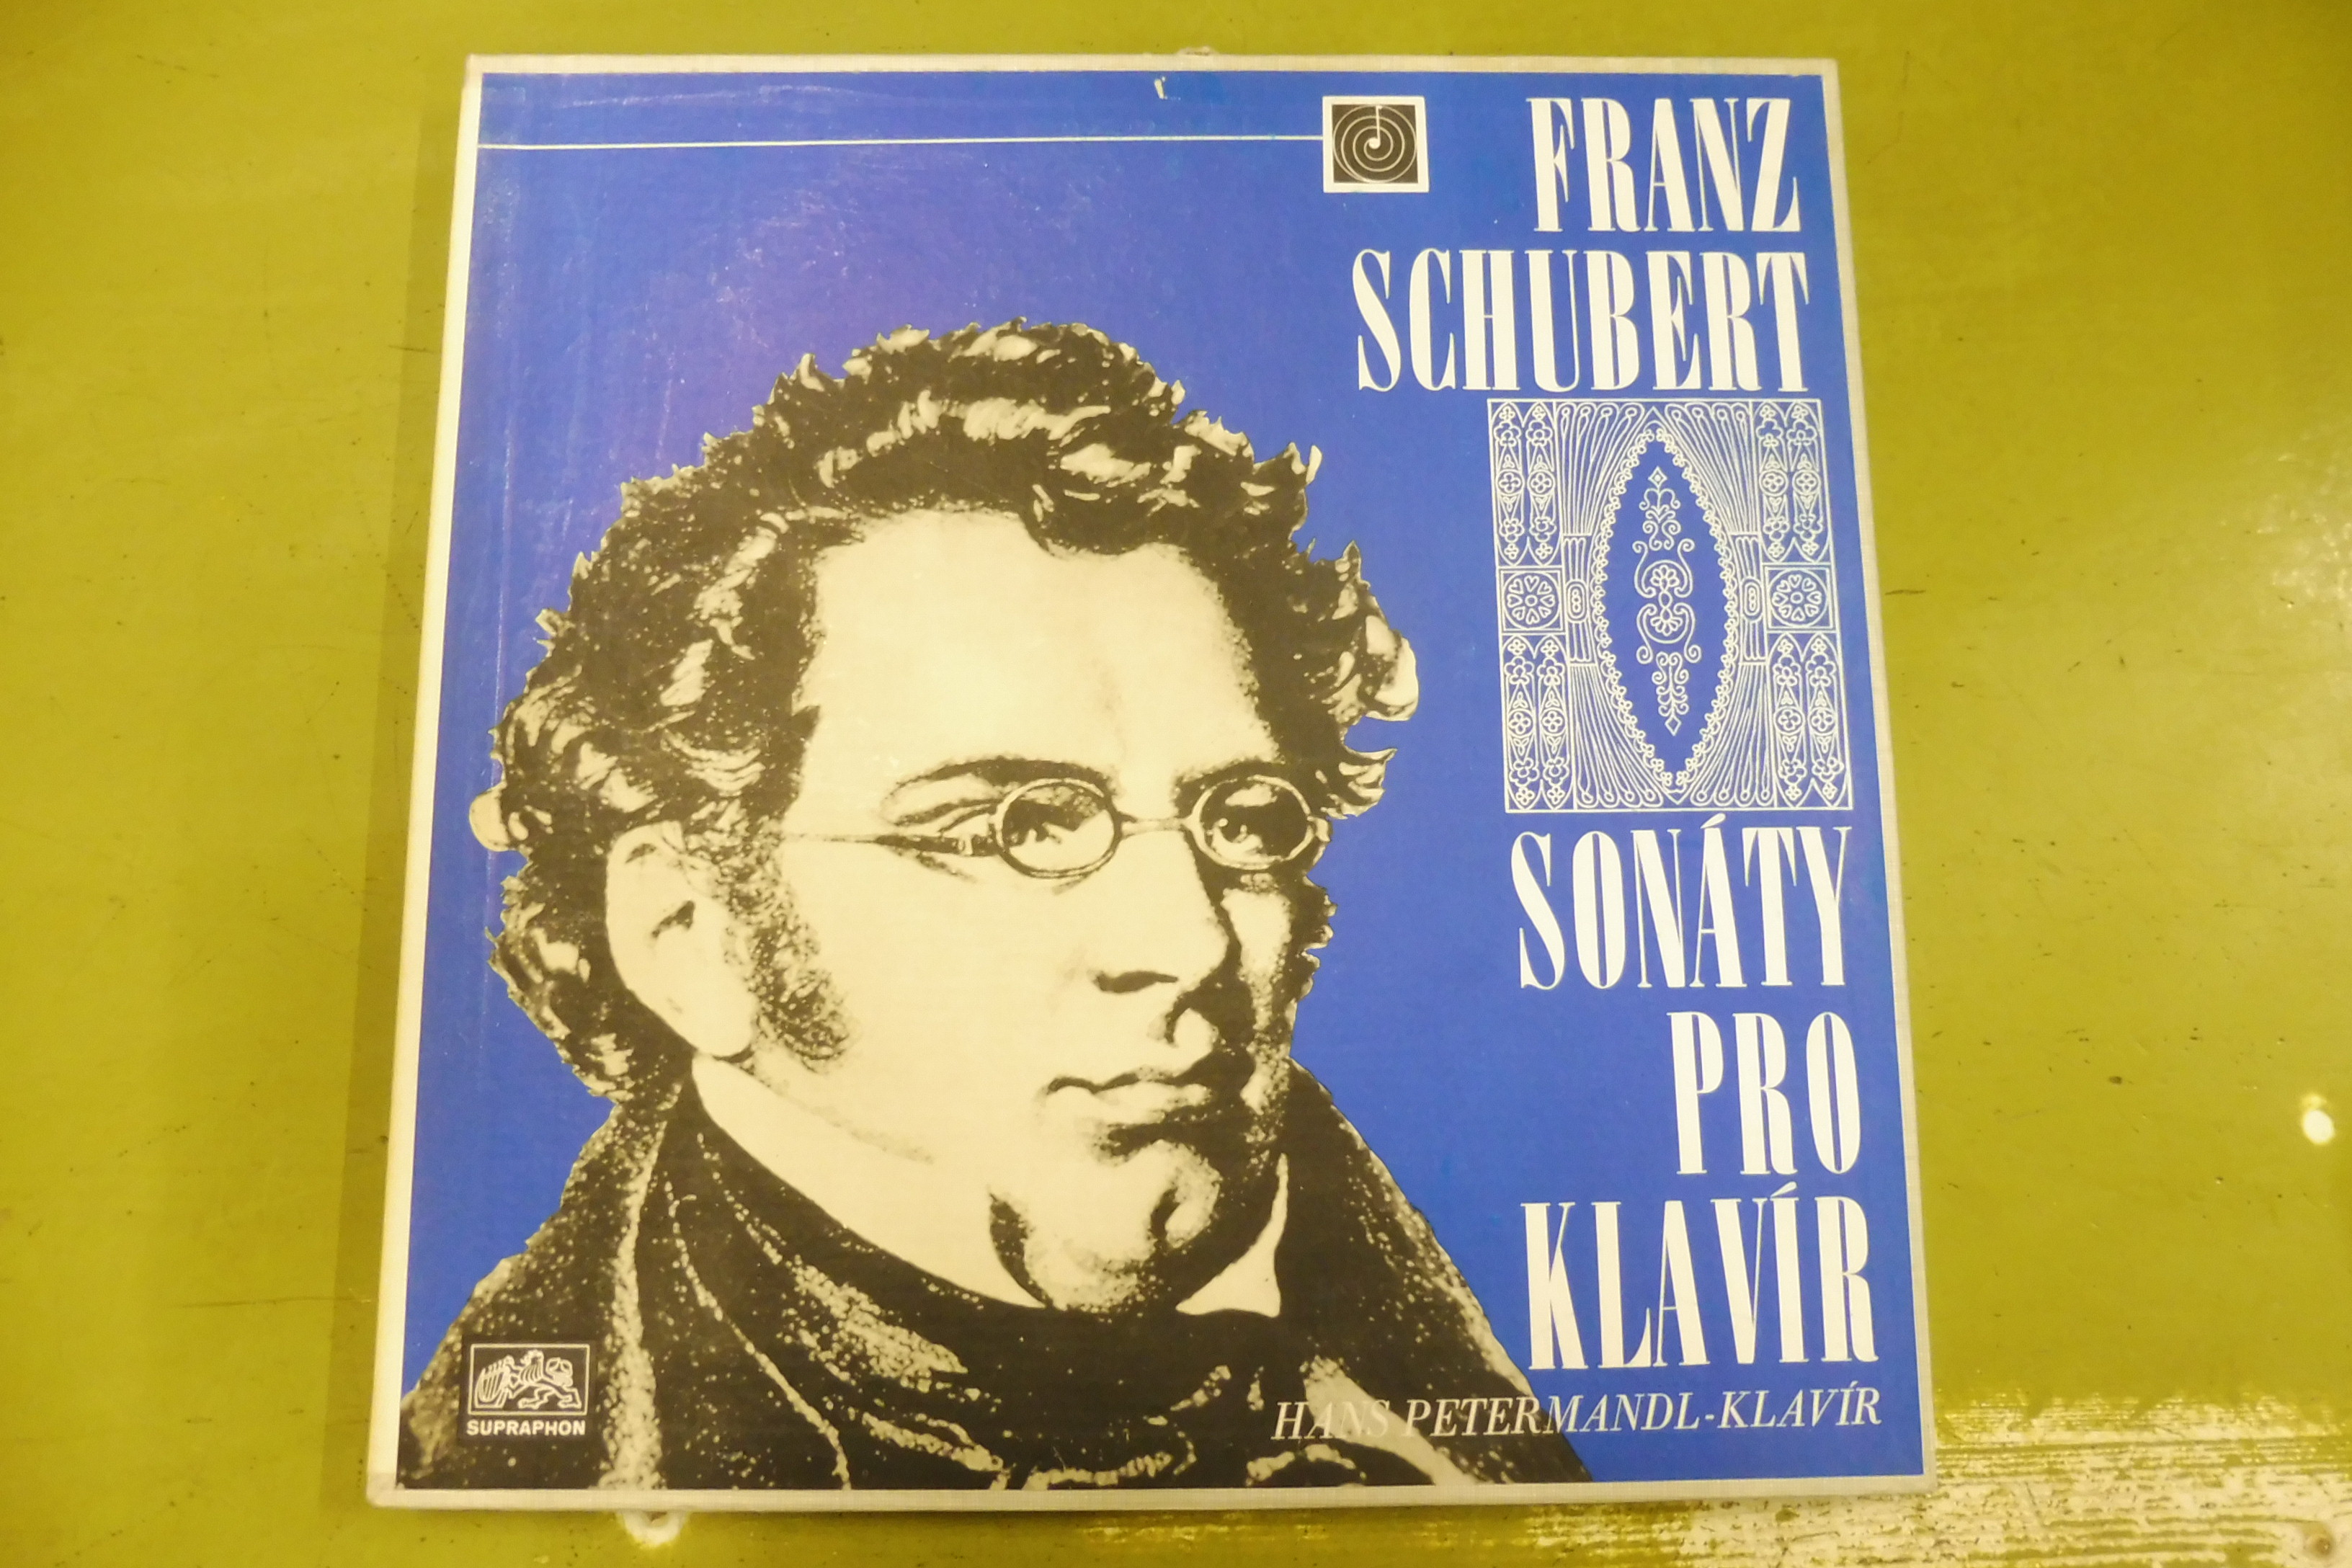 FRANZ
SCHUBERT
SONÁTY
PRO
KLAVÍR
HANS PETERMANDL-KLAVÍR
SUPRAPHON